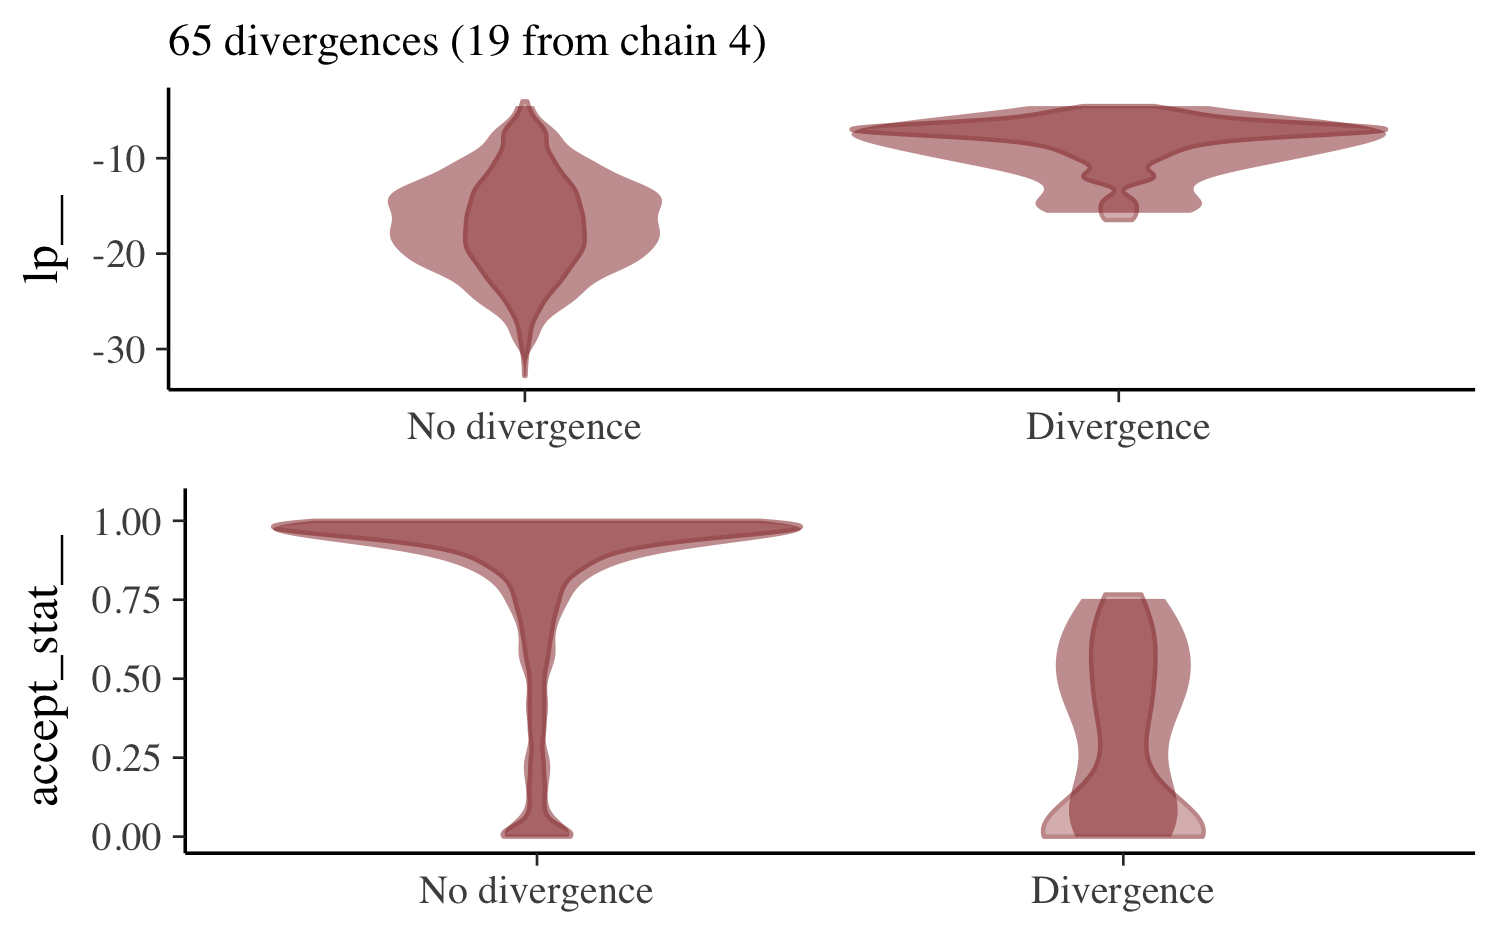 65 divergences (19 from chain 4)
lp__
-10
-20
-30
No divergence Divergence
accept_stat__
1.00
0.75
0.50
0.25
0.00
No divergence Divergence